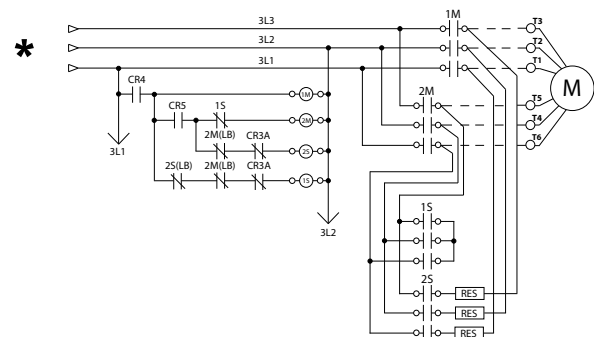 3L3 1M T3
* 3L2 T2
3L1 T1
CR4 M
2M T5
1M
CR5 1S T4
2M
2M(LB) CR3A T6
3L1 2S
2S(LB) 2M(LB) CR3A
1S
1S
3L2
2S
RES
RES
RES